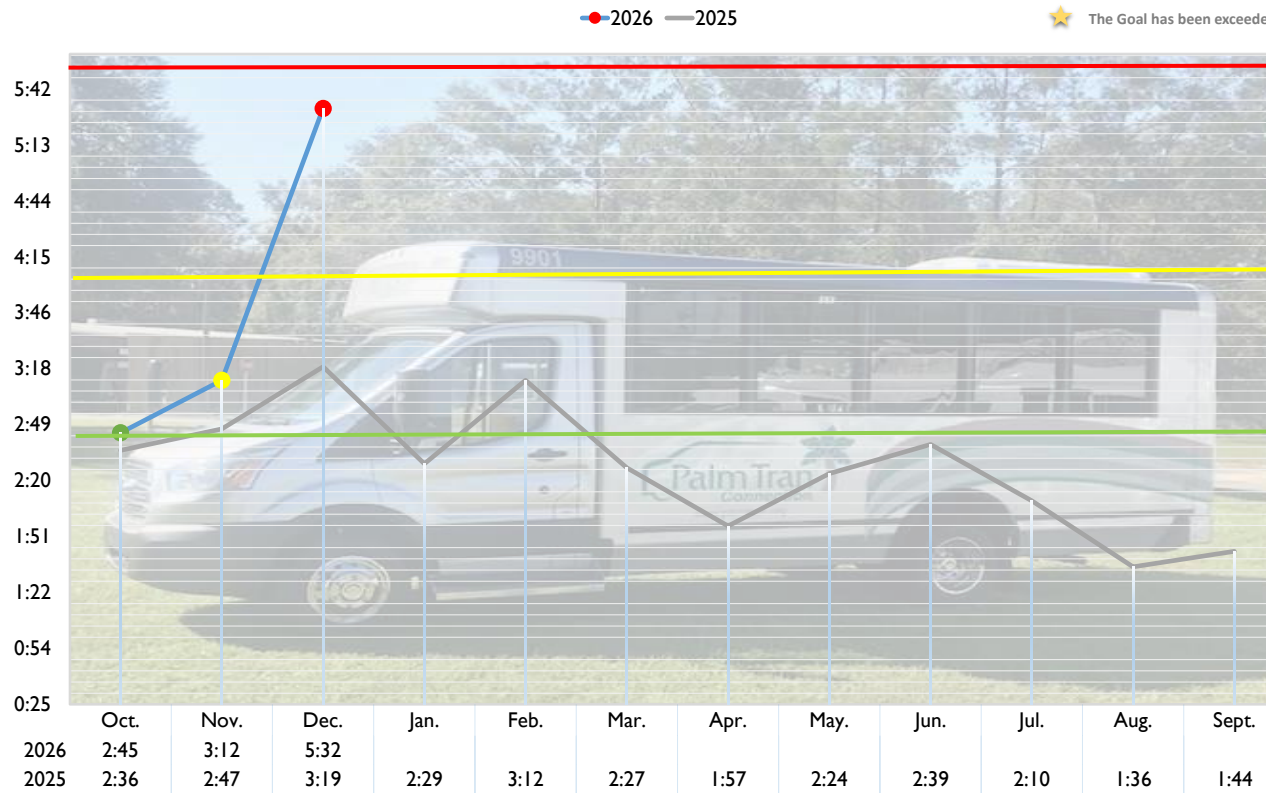 2026 2025
The Goal has been exceede
5:42
5:13
4:44
4:15
3:46
3:18
2:49
2:20
1:51
1:22
0:54
0:25
9901
PalmTran
Connection
Oct. Nov. Dec. Jan. Feb. Mar. Apr. May. Jun. Jul. Aug. Sept.
2026 2:45 3:12 5:32
2025 2:36 2:47 3:19 2:29 3:12 2:27 1:57 2:24 2:39 2:10 1:36 1:44